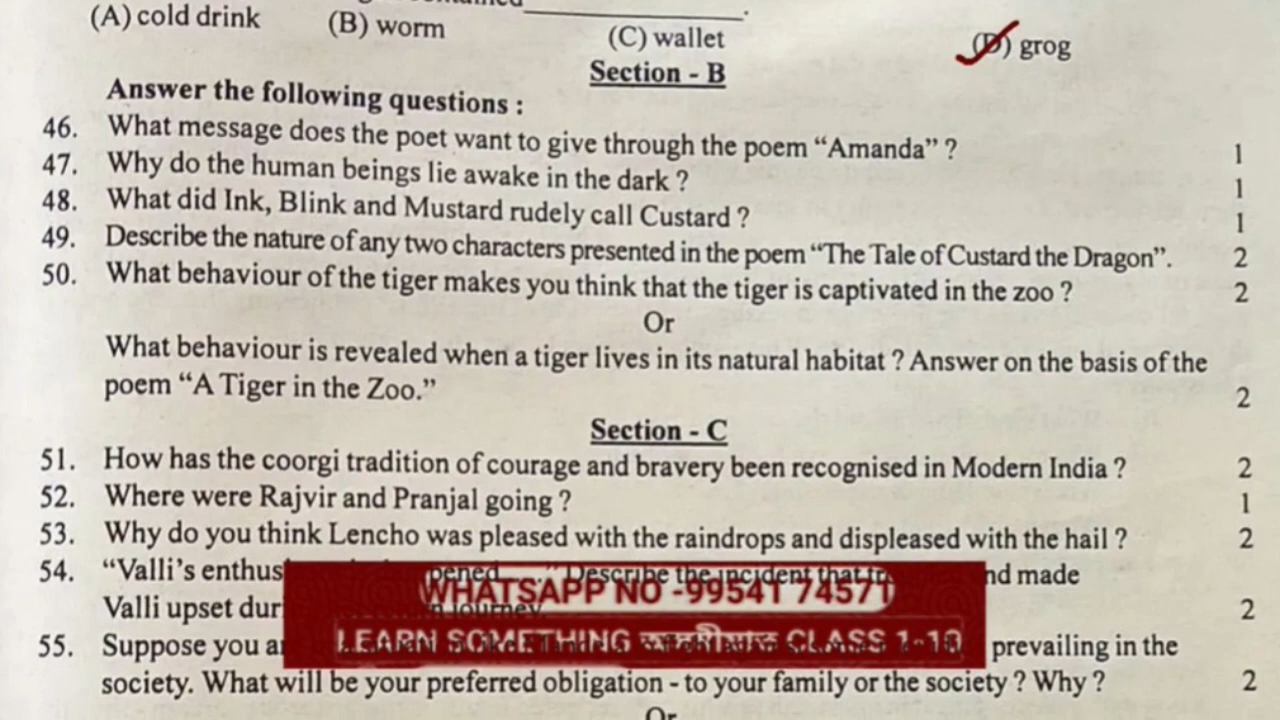 (A) cold drink (B) worm (C) wallet (D) grog
Section - B
Answer the following questions :
46. What message does the poet want to give through the poem “Amanda” ? 1
47. Why do the human beings lie awake in the dark ? 1
48. What did Ink, Blink and Mustard rudely call Custard ? 1
49. Describe the nature of any two characters presented in the poem “The Tale of Custard the Dragon”. 2
50. What behaviour of the tiger makes you think that the tiger is captivated in the zoo ? 2
Or
What behaviour is revealed when a tiger lives in its natural habitat ? Answer on the basis of the
poem “A Tiger in the Zoo.” 2
Section - C
51. How has the coorgi tradition of courage and bravery been recognised in Modern India ? 2
52. Where were Rajvir and Pranjal going ? 1
53. Why do you think Lencho was pleased with the raindrops and displeased with the hail ? 2
54. “Valli’s Describe the incident that made
Valli upset journey. 2
WHATSAPP NO -99541 74571
LEARN SOMETHING CLASS 1-10
55. Suppose you prevailing in the
society. What will be your preferred obligation - to your family or the society ? Why ? 2
Or